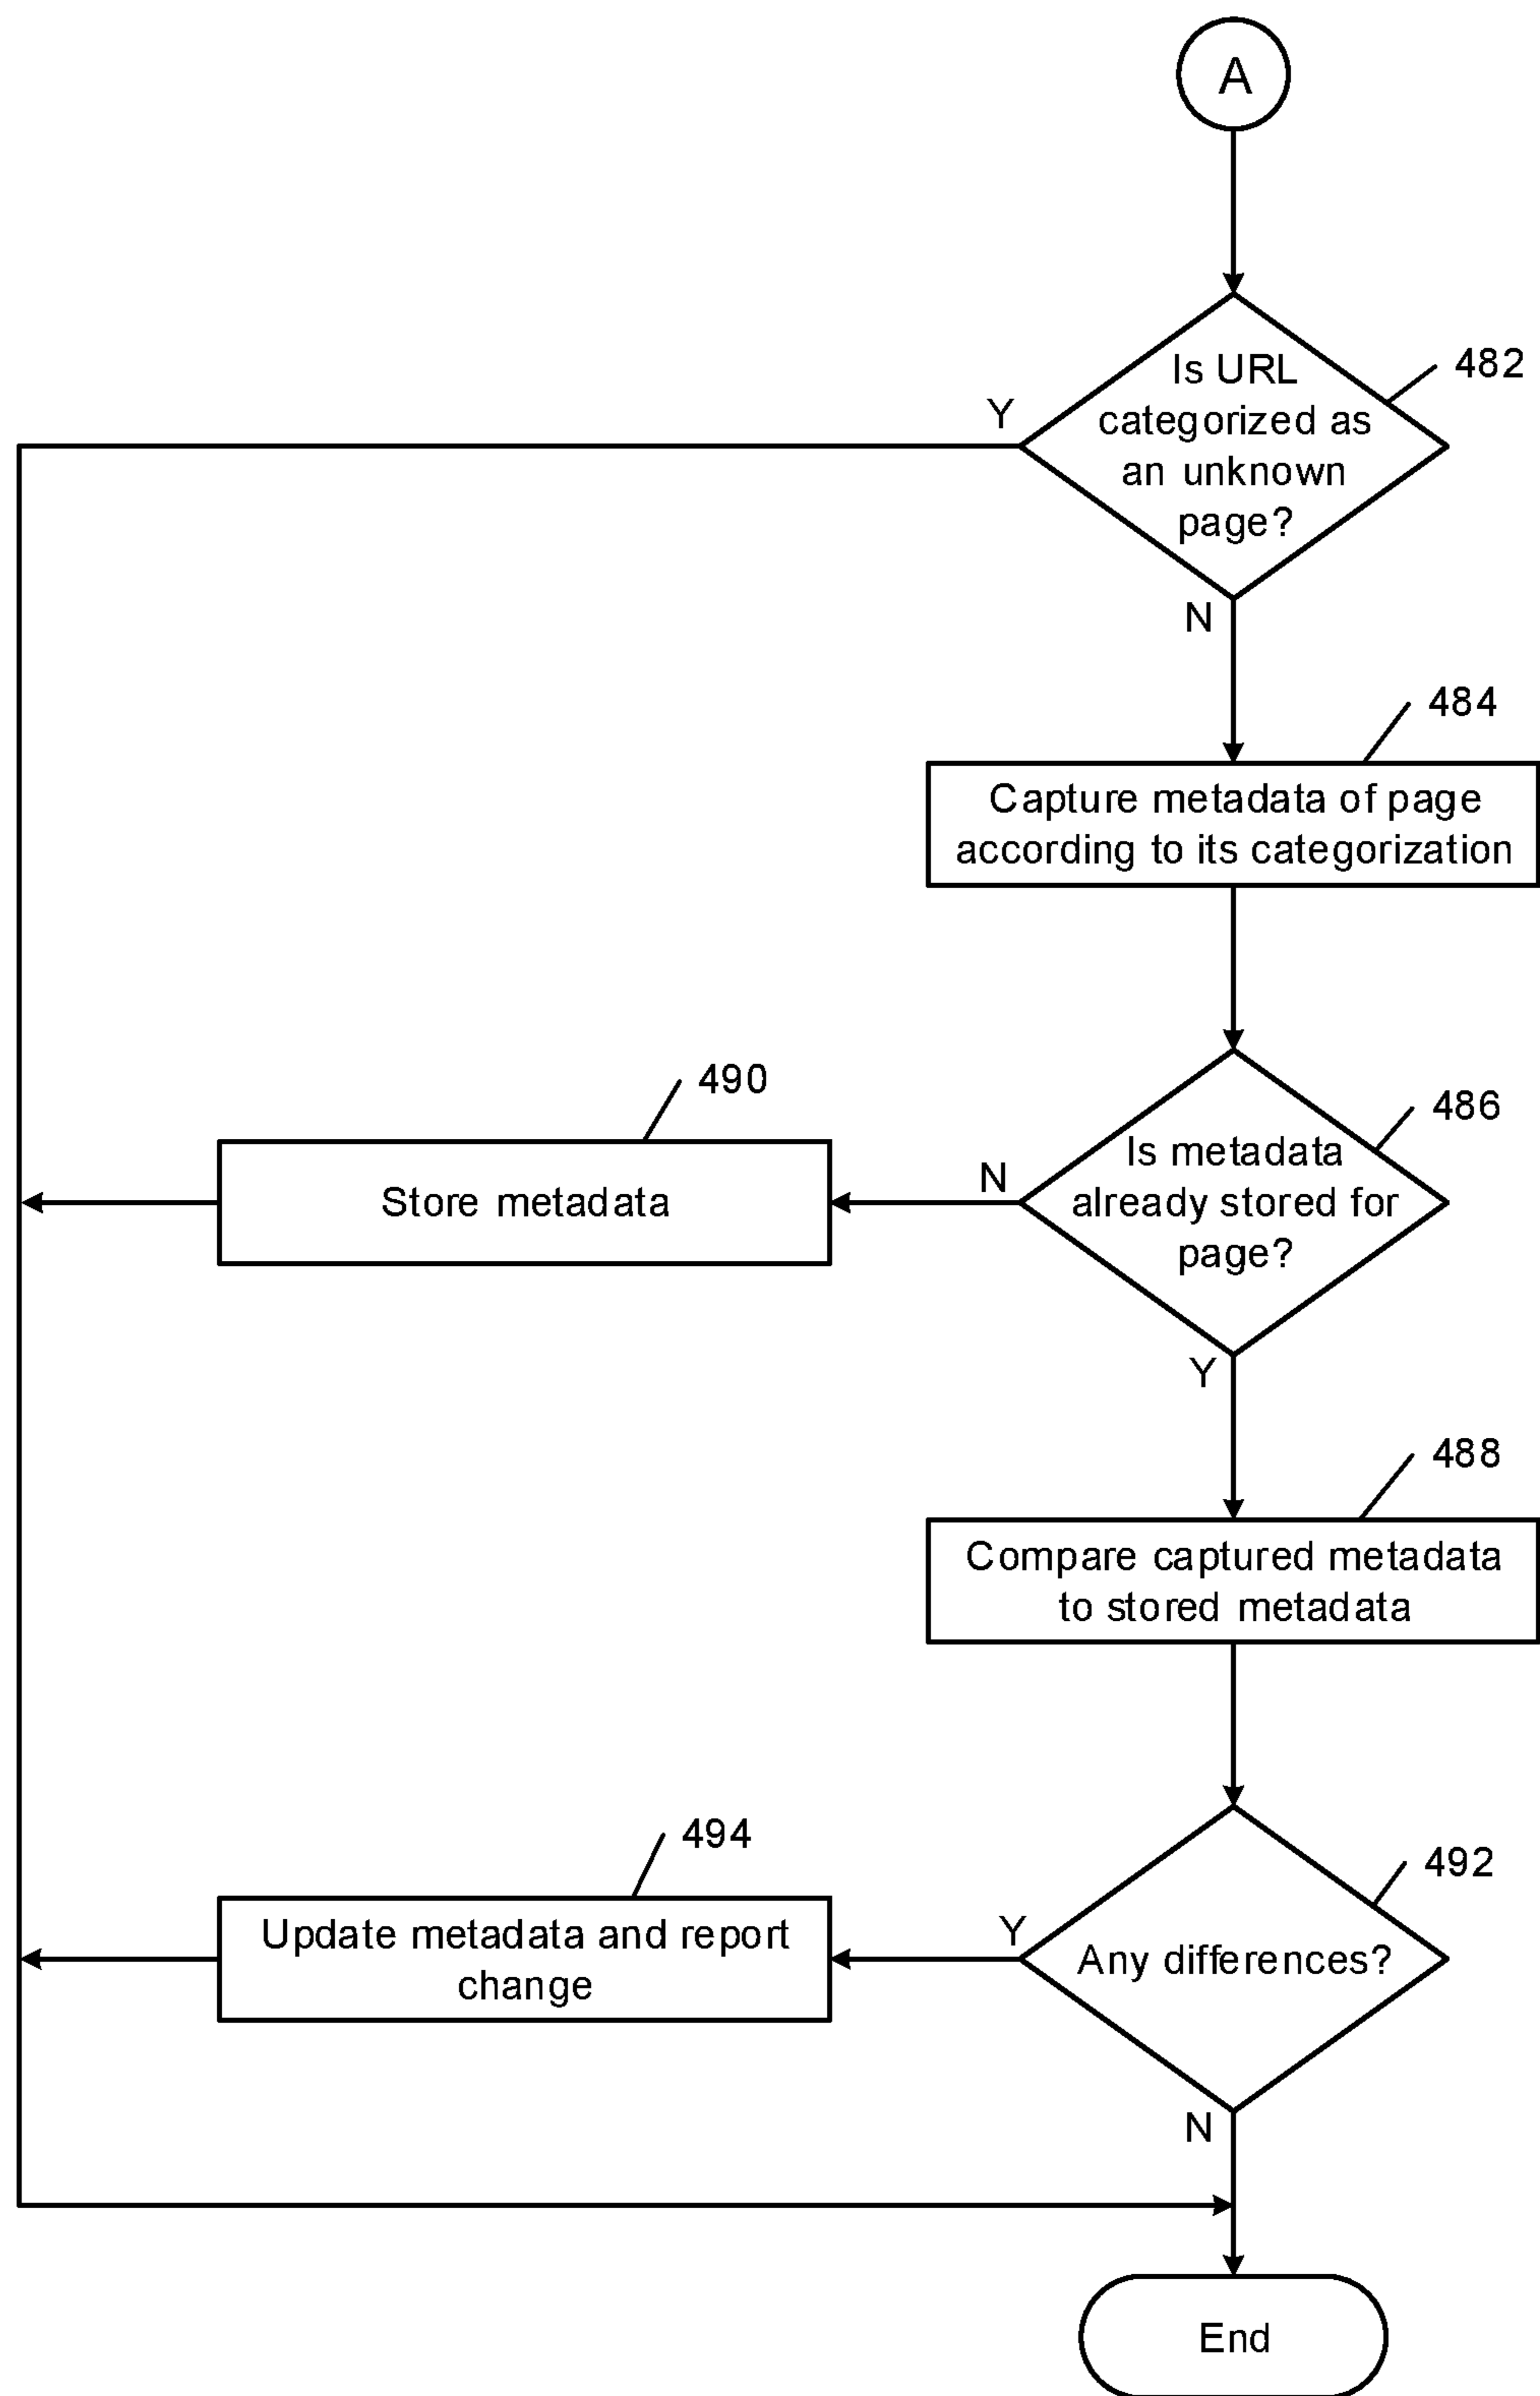 A
Is URL
categorized as
an unknown
page?
482
Y
N
484
Capture metadata of page
according to its categorization
490
Store metadata
N
486
Is metadata
already stored for
page?
Y
488
Compare captured metadata
to stored metadata
494
Update metadata and report
change
Y
492
Any differences?
N
End